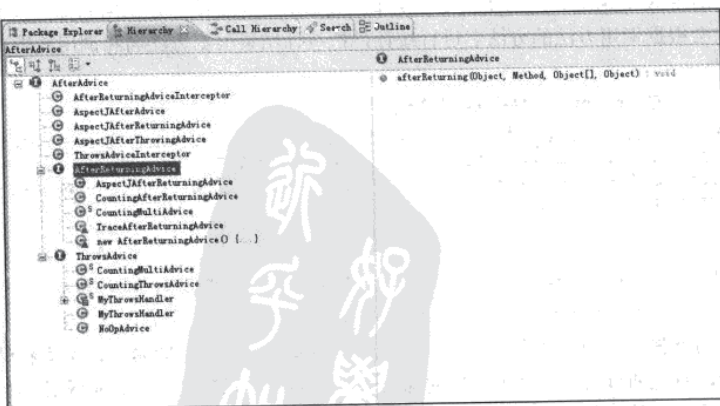 Package Explorer Hierarchy Call Hierarchy Search Outline
AfterAdvice
AfterAdvice
AfterReturningAdviceInterceptor
AspectJAfterAdvice
AspectJAfterReturningAdvice
AspectJAfterThrowingAdvice
ThrowsAdviceInterceptor
AfterReturningAdvice
AspectJAfterReturningAdvice
CountingAfterReturningAdvice
CountingMultiAdvice
TraceAfterReturningAdvice
new AfterReturningAdvice() {...}
ThrowsAdvice
CountingMultiAdvice
CountingThrowsAdvice
MyThrowsHandler
MyThrowsHandler
NoOpAdvice
AfterReturningAdvice
afterReturning(Object, Method, Object[], Object) : void